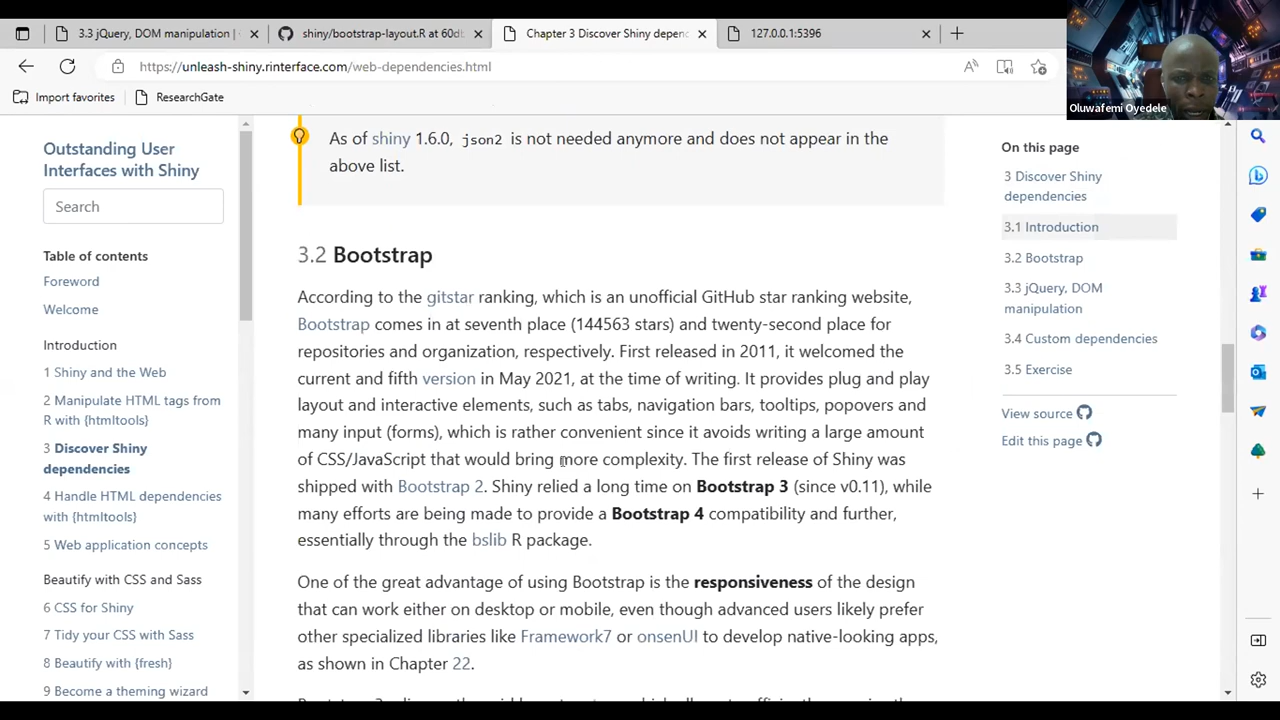 3.3 jQuery, DOM manipulation |
shiny/bootstrap-layout.R at 60db
Chapter 3 Discover Shiny depend
127.0.0.1:5396
https://unleash-shiny.rinterface.com/web-dependencies.html
Import favorites
ResearchGate
Oluwafemi Oyedele
Outstanding User
Interfaces with Shiny
Search
Table of contents
Foreword
Welcome
Introduction
1 Shiny and the Web
2 Manipulate HTML tags from
R with {htmltools}
3 Discover Shiny
dependencies
4 Handle HTML dependencies
with {htmltools}
5 Web application concepts
Beautify with CSS and Sass
6 CSS for Shiny
7 Tidy your CSS with Sass
8 Beautify with {fresh}
9 Become a theming wizard
As of shiny 1.6.0, json2 is not needed anymore and does not appear in the
above list.
3.2 Bootstrap
According to the gitstar ranking, which is an unofficial GitHub star ranking website,
Bootstrap comes in at seventh place (144563 stars) and twenty-second place for
repositories and organization, respectively. First released in 2011, it welcomed the
current and fifth version in May 2021, at the time of writing. It provides plug and play
layout and interactive elements, such as tabs, navigation bars, tooltips, popovers and
many input (forms), which is rather convenient since it avoids writing a large amount
of CSS/JavaScript that would bring more complexity. The first release of Shiny was
shipped with Bootstrap 2. Shiny relied a long time on Bootstrap 3 (since v0.11), while
many efforts are being made to provide a Bootstrap 4 compatibility and further,
essentially through the bslib R package.
One of the great advantage of using Bootstrap is the responsiveness of the design
that can work either on desktop or mobile, even though advanced users likely prefer
other specialized libraries like Framework7 or onsenUI to develop native-looking apps,
as shown in Chapter 22.
On this page
3 Discover Shiny
dependencies
3.1 Introduction
3.2 Bootstrap
3.3 jQuery, DOM
manipulation
3.4 Custom dependencies
3.5 Exercise
View source
Edit this page